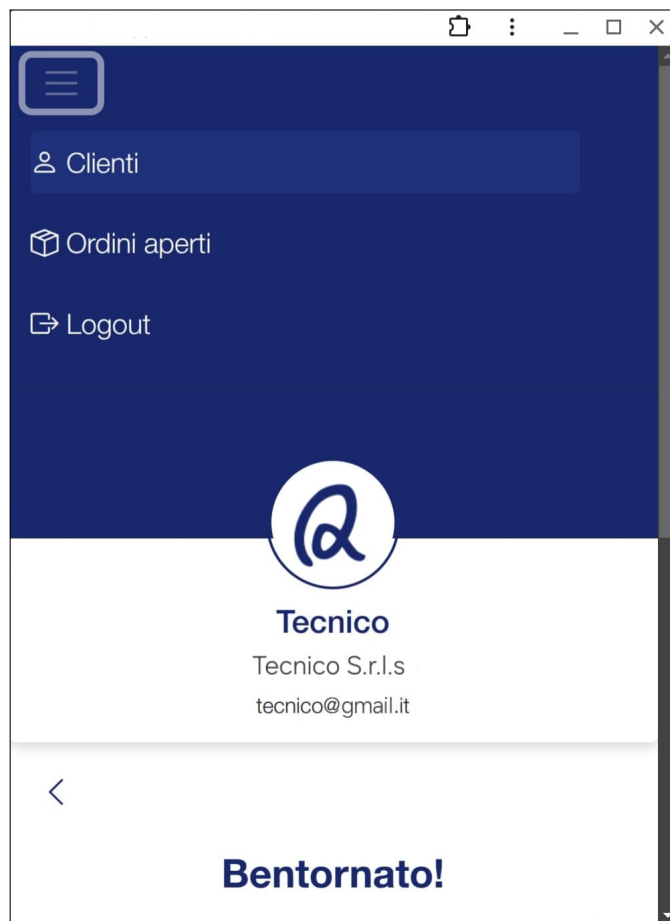 Clienti
Ordini aperti
Logout
Tecnico
Tecnico S.r.l.s
tecnico@gmail.it
Bentornato!